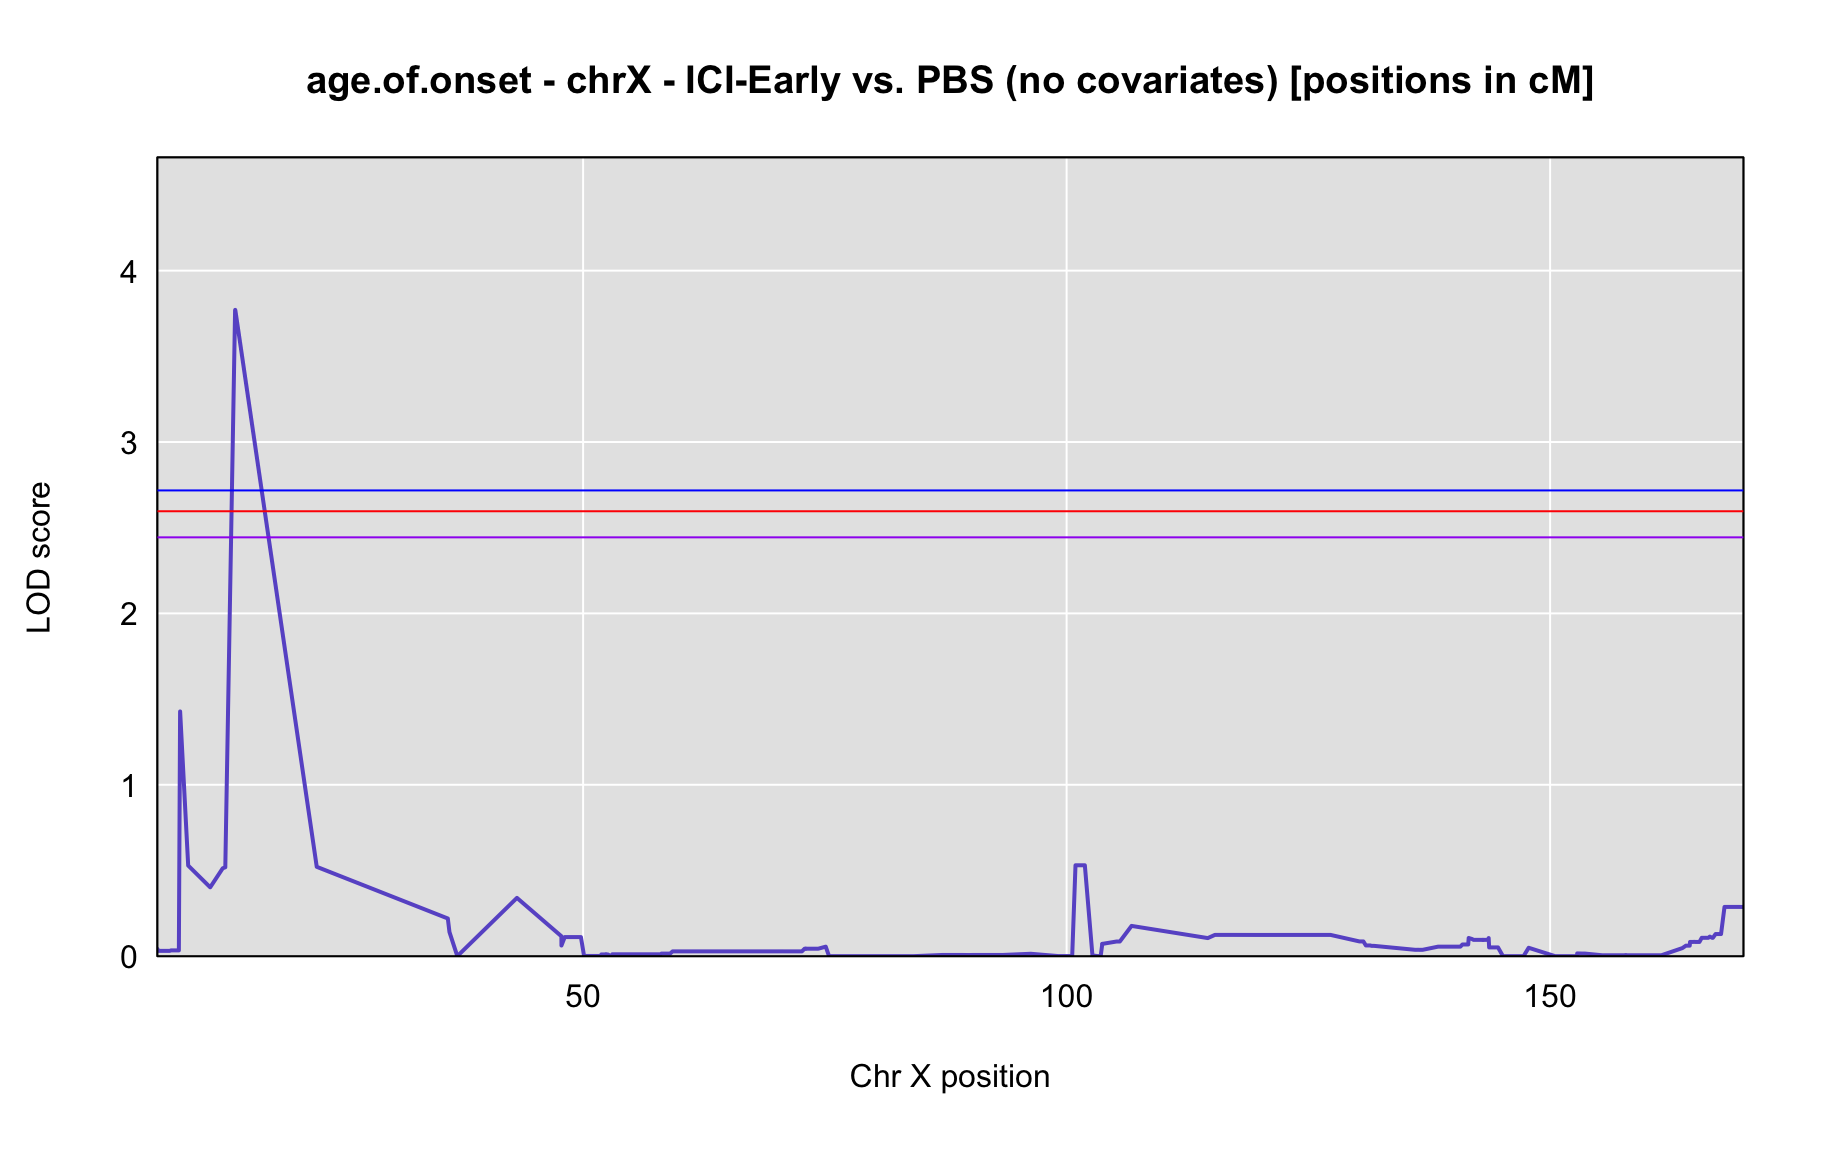 age.of.onset - chrX - ICI-Early vs. PBS (no covariates) [positions in cM]
4
3
2
1
0
LOD score
50 100 150
Chr X position